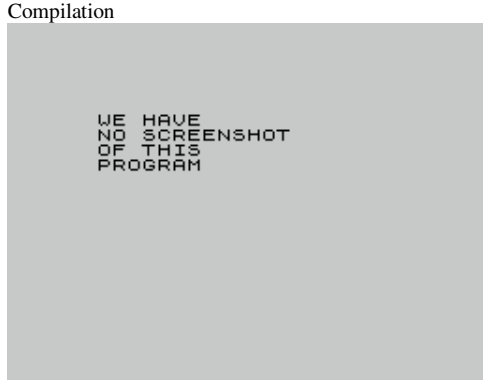 Compilation
WE HAVE
NO SCREENSHOT
OF THIS
PROGRAM